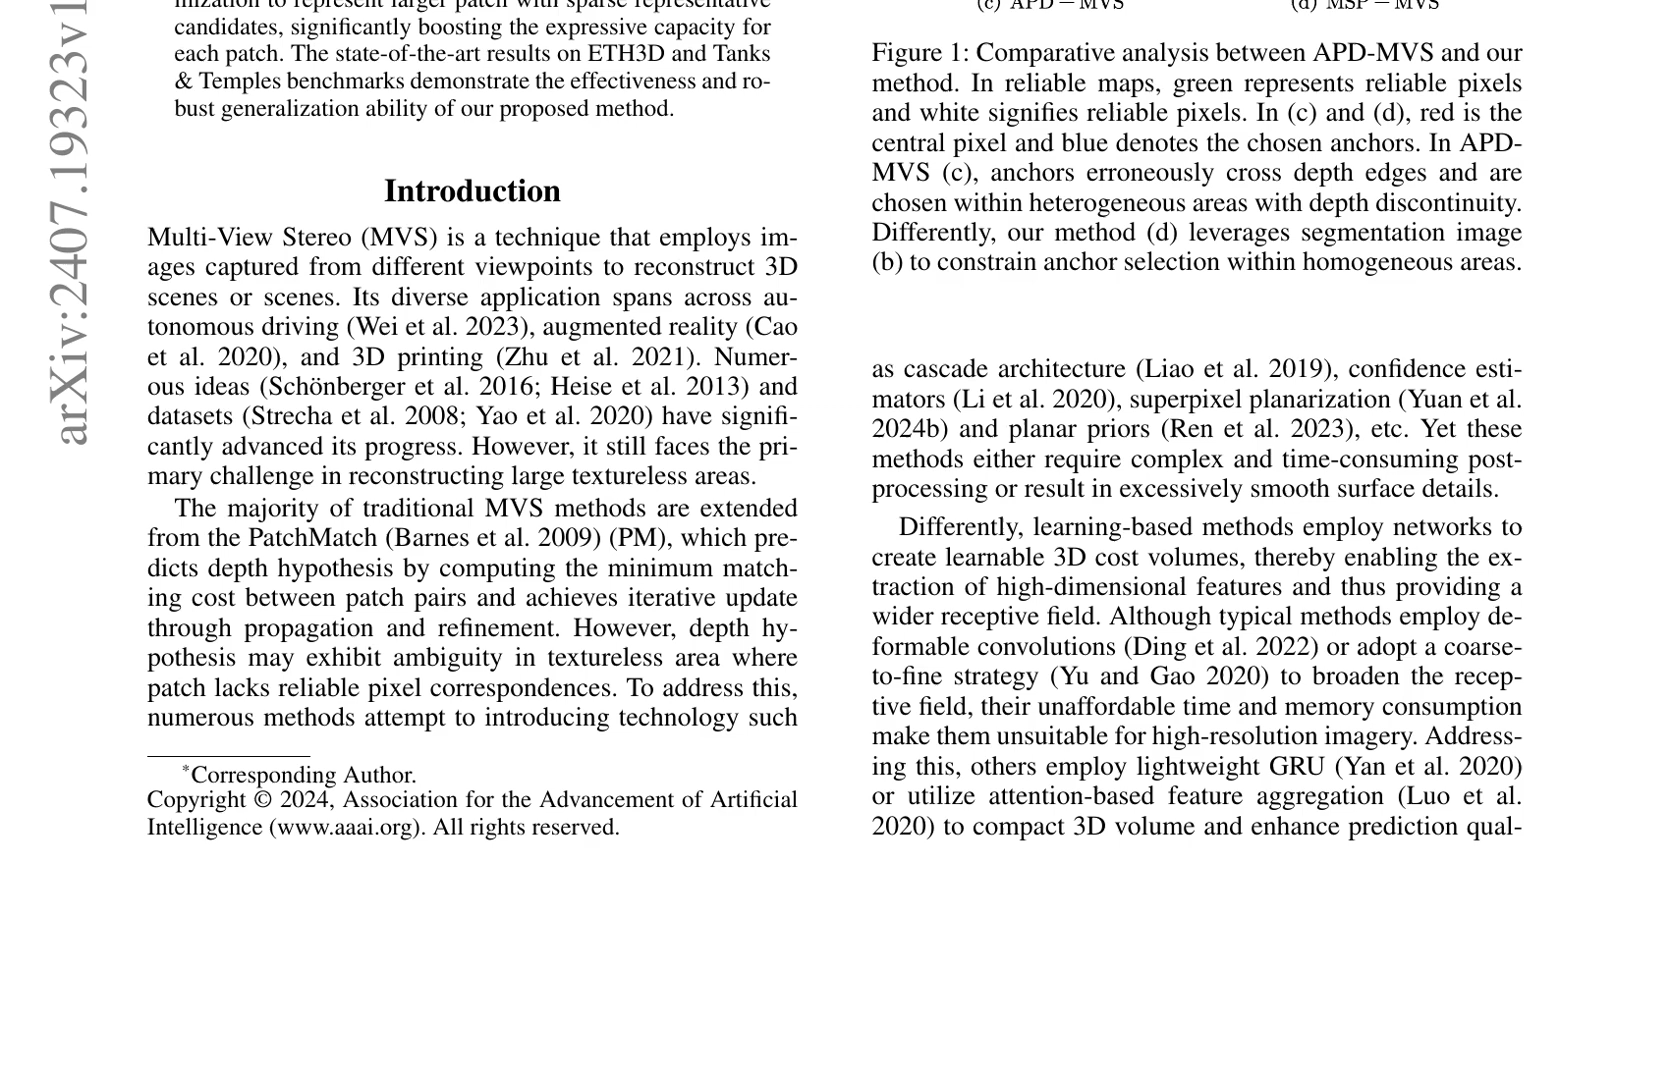 arXiv:2407.19323v1
mization to represent larger patch with sparse representative
candidates, significantly boosting the expressive capacity for
each patch. The state-of-the-art results on ETH3D and Tanks
& Temples benchmarks demonstrate the effectiveness and ro-
bust generalization ability of our proposed method.
Introduction
Multi-View Stereo (MVS) is a technique that employs im-
ages captured from different viewpoints to reconstruct 3D
scenes or scenes. Its diverse application spans across au-
tonomous driving (Wei et al. 2023), augmented reality (Cao
et al. 2020), and 3D printing (Zhu et al. 2021). Numer-
ous ideas (Schönberger et al. 2016; Heise et al. 2013) and
datasets (Strecha et al. 2008; Yao et al. 2020) have signifi-
cantly advanced its progress. However, it still faces the pri-
mary challenge in reconstructing large textureless areas.
The majority of traditional MVS methods are extended
from the PatchMatch (Barnes et al. 2009) (PM), which pre-
dicts depth hypothesis by computing the minimum match-
ing cost between patch pairs and achieves iterative update
through propagation and refinement. However, depth hy-
pothesis may exhibit ambiguity in textureless area where
patch lacks reliable pixel correspondences. To address this,
numerous methods attempt to introducing technology such
*Corresponding Author.
Copyright © 2024, Association for the Advancement of Artificial
Intelligence (www.aaai.org). All rights reserved.
(c) APD − MVS
(d) MSP − MVS
Figure 1: Comparative analysis between APD-MVS and our
method. In reliable maps, green represents reliable pixels
and white signifies reliable pixels. In (c) and (d), red is the
central pixel and blue denotes the chosen anchors. In APD-
MVS (c), anchors erroneously cross depth edges and are
chosen within heterogeneous areas with depth discontinuity.
Differently, our method (d) leverages segmentation image
(b) to constrain anchor selection within homogeneous areas.
as cascade architecture (Liao et al. 2019), confidence esti-
mators (Li et al. 2020), superpixel planarization (Yuan et al.
2024b) and planar priors (Ren et al. 2023), etc. Yet these
methods either require complex and time-consuming post-
processing or result in excessively smooth surface details.
Differently, learning-based methods employ networks to
create learnable 3D cost volumes, thereby enabling the ex-
traction of high-dimensional features and thus providing a
wider receptive field. Although typical methods employ de-
formable convolutions (Ding et al. 2022) or adopt a coarse-
to-fine strategy (Yu and Gao 2020) to broaden the recep-
tive field, their unaffordable time and memory consumption
make them unsuitable for high-resolution imagery. Address-
ing this, others employ lightweight GRU (Yan et al. 2020)
or utilize attention-based feature aggregation (Luo et al.
2020) to compact 3D volume and enhance prediction qual-